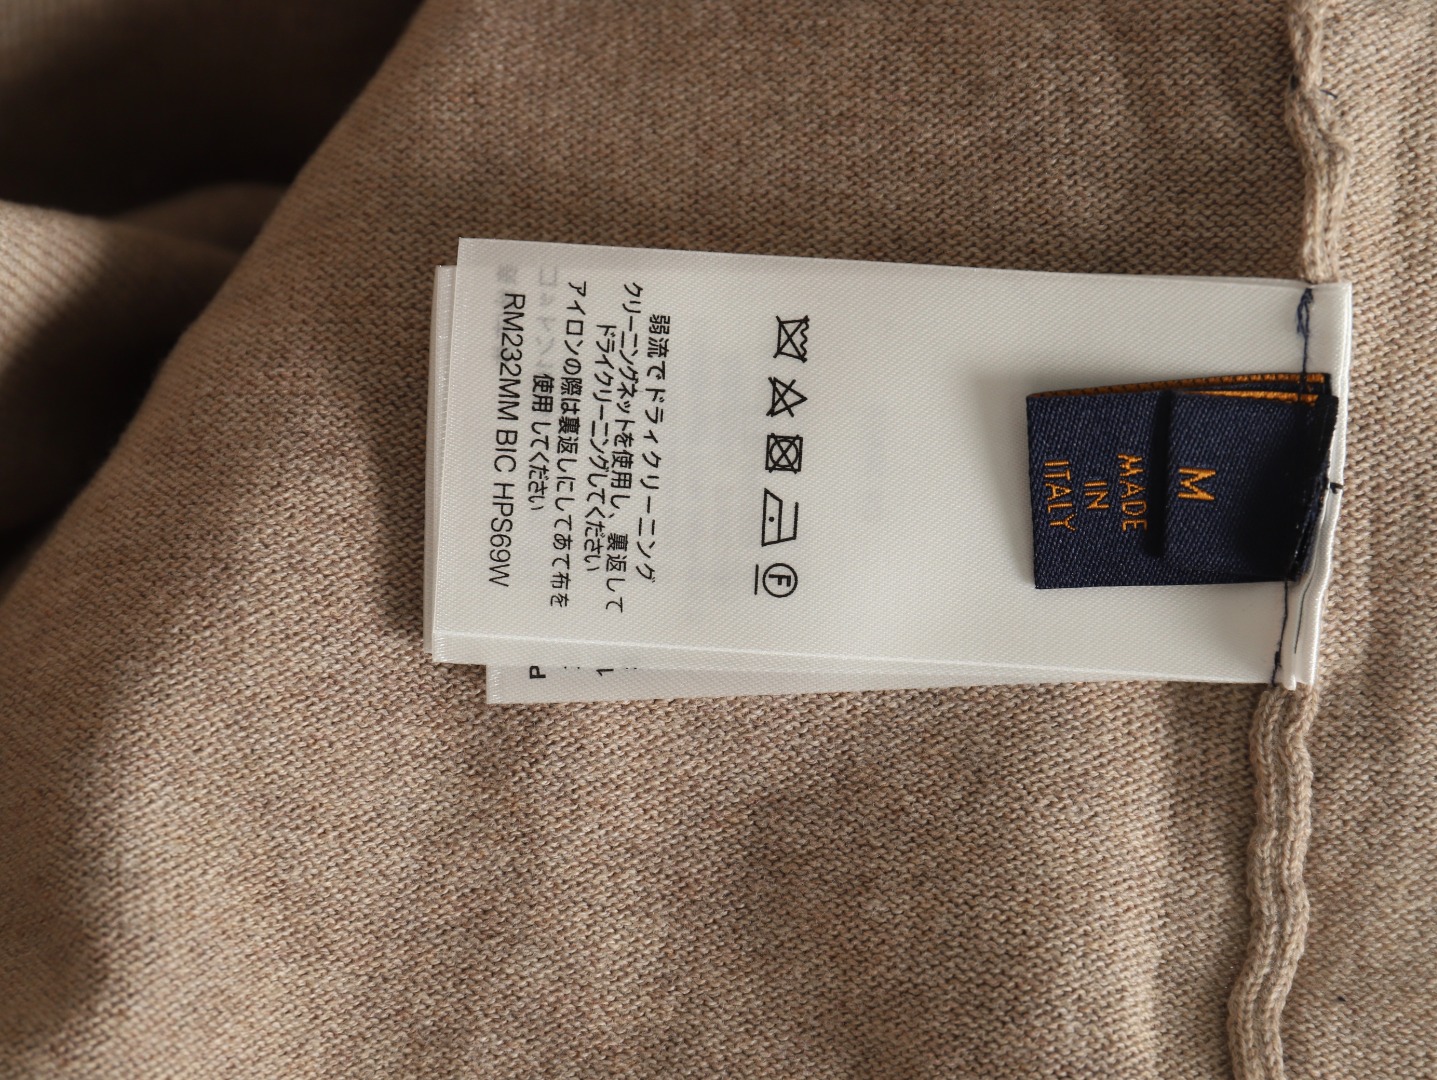 弱流でドライクリーニング
クリーニングネットを使用し、裏返して
ドライクリーニングしてください
アイロンの際は裏返しにしてあて布を
使用してください
RM232MM BIC HPS69W
M
MADE
IN
ITALY
F
P